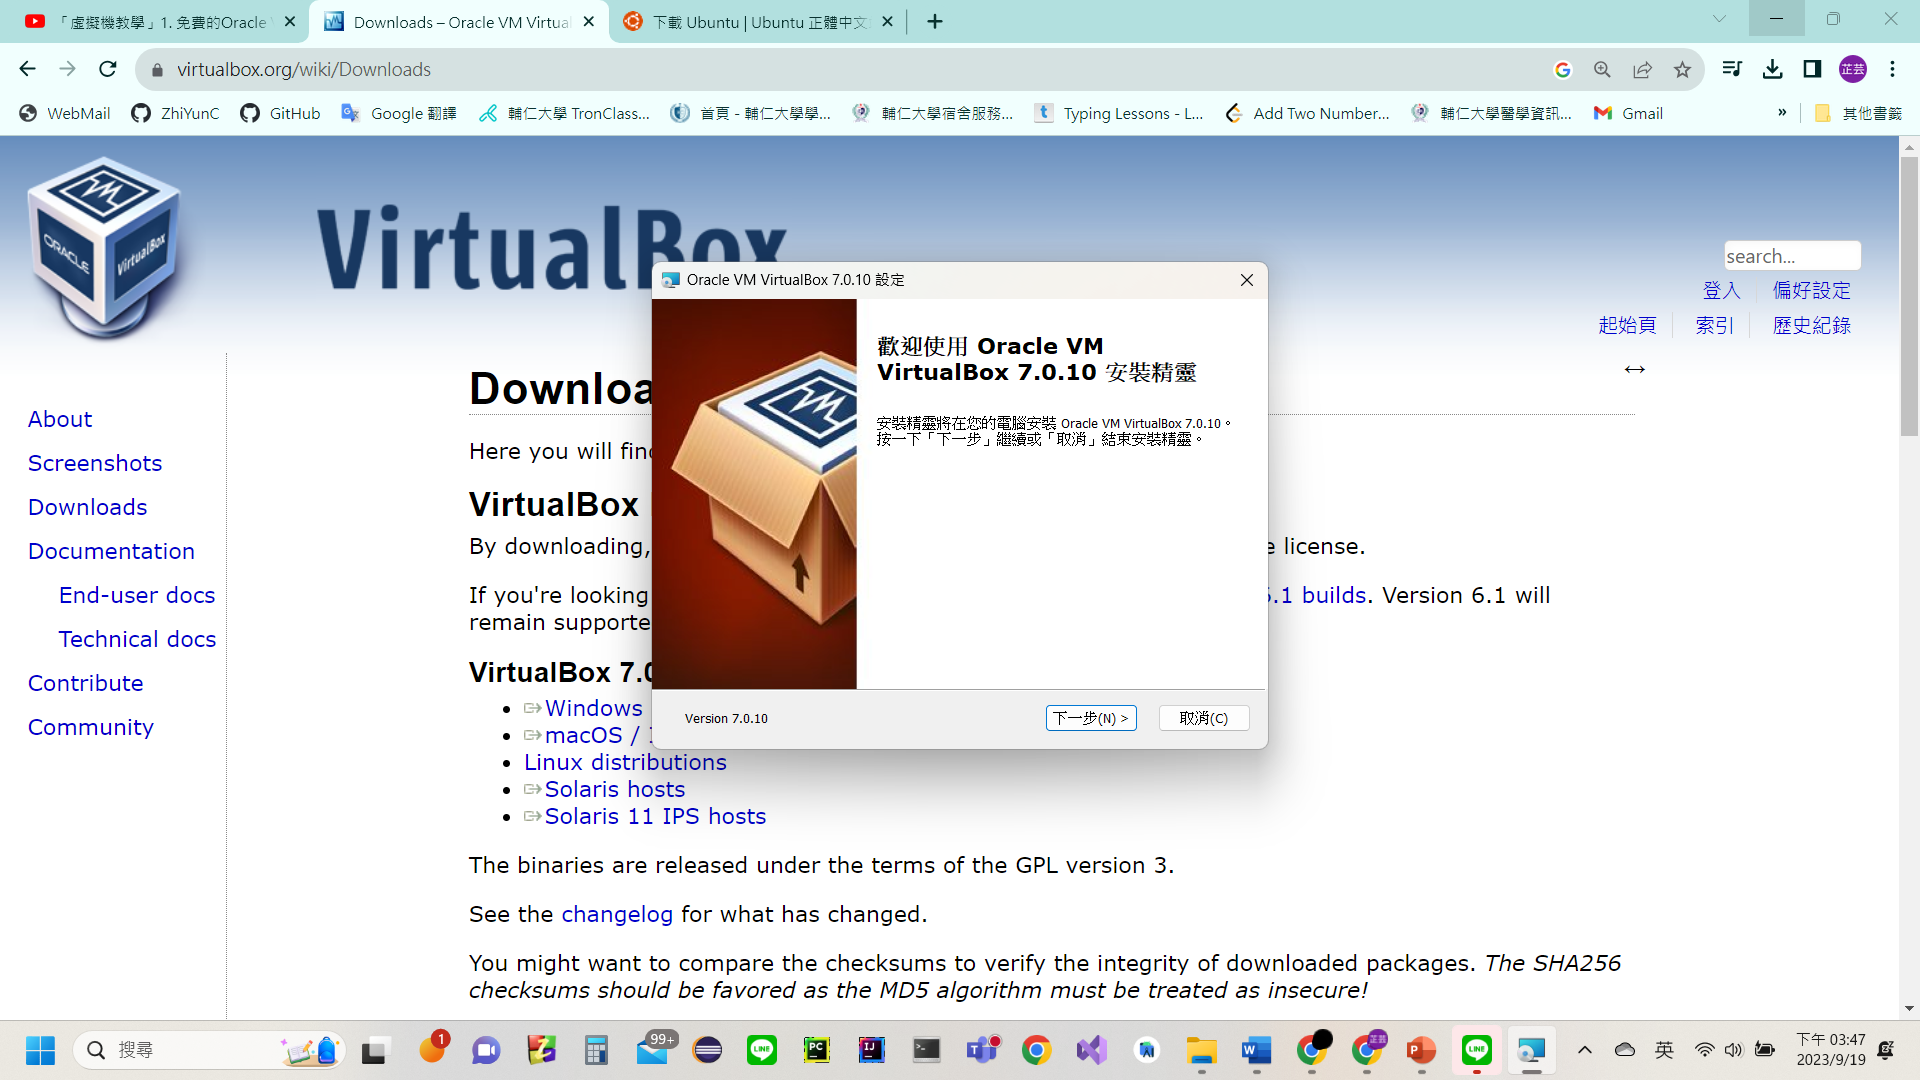 「虛擬機教學」1. 免費的Oracle
Downloads – Oracle VM Virtual
下載 Ubuntu | Ubuntu 正體中文
virtualbox.org/wiki/Downloads
芷芸
WebMail
ZhiYunC
GitHub
Google 翻譯
輔仁大學 TronClass...
首頁 - 輔仁大學學...
輔仁大學宿舍服務...
Typing Lessons - L...
Add Two Number...
輔仁大學醫學資訊...
Gmail
»
其他書籤
ORACLE
VirtualBox
VirtualBox
search...
登入
偏好設定
起始頁
索引
歷史紀錄
About
Screenshots
Downloads
Documentation
End-user docs
Technical docs
Contribute
Community
Downloa
Here you will fin
VirtualBox
By downloading,
e license.
If you're looking
6.1 builds. Version 6.1 will
remain supporte
VirtualBox 7.0
Windows
macOS /
Linux distributions
Solaris hosts
Solaris 11 IPS hosts
The binaries are released under the terms of the GPL version 3.
See the changelog for what has changed.
You might want to compare the checksums to verify the integrity of downloaded packages. The SHA256
checksums should be favored as the MD5 algorithm must be treated as insecure!
Oracle VM VirtualBox 7.0.10 設定
歡迎使用 Oracle VM
VirtualBox 7.0.10 安裝精靈
安裝精靈將在您的電腦安裝 Oracle VM VirtualBox 7.0.10。
按一下「下一步」繼續或「取消」結束安裝精靈。
Version 7.0.10
下一步(N) >
取消(C)
搜尋
1
99+
LINE
PC
IJ
W
芷芸
P
LINE
英
下午 03:47
2023/9/19